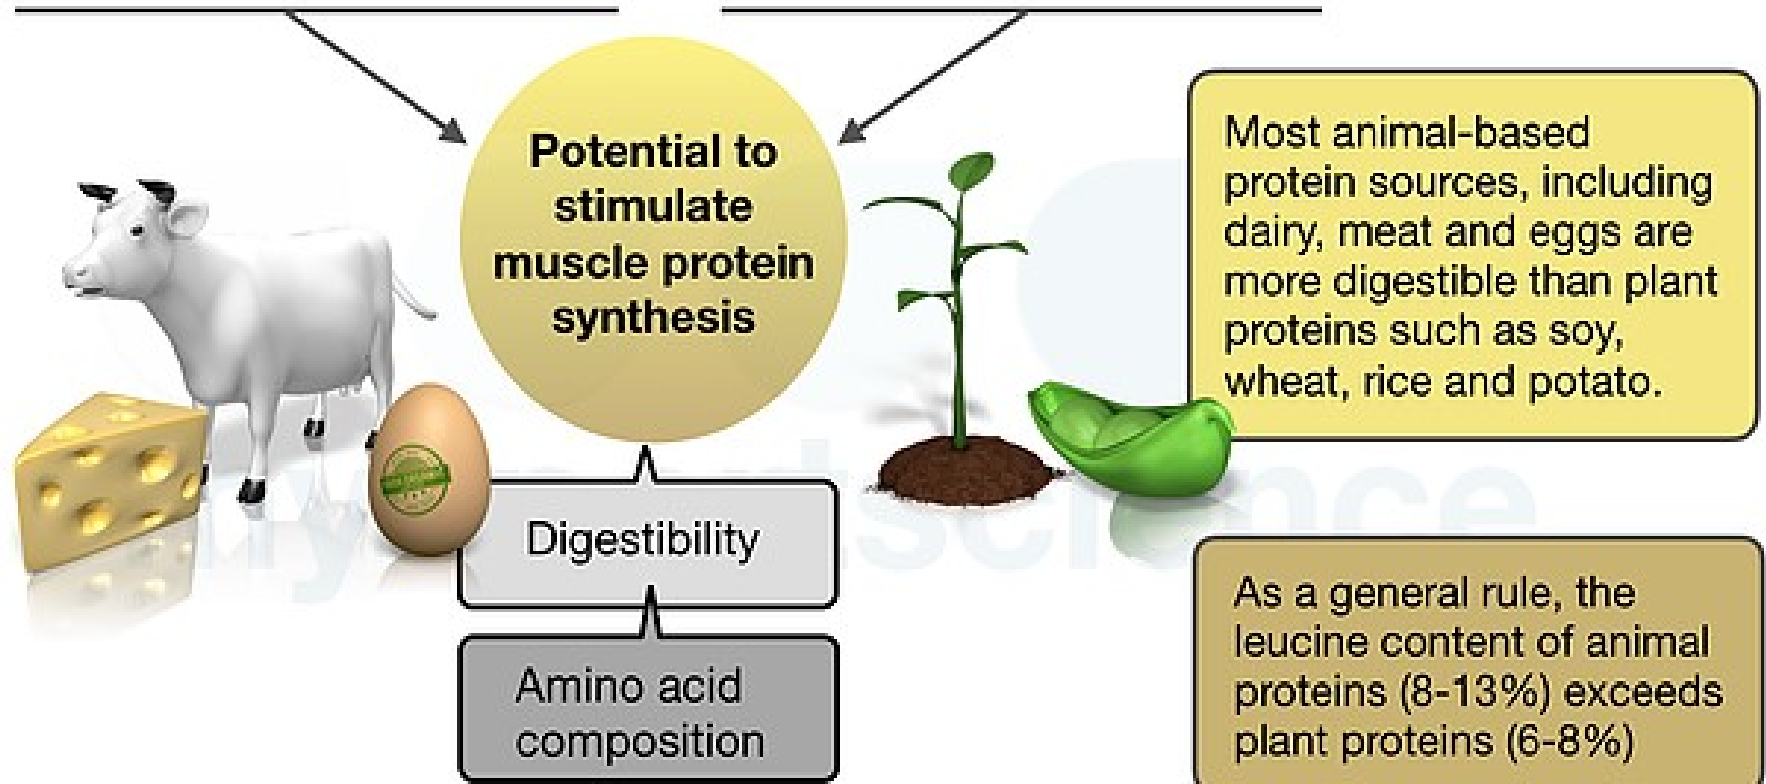 Potential to
stimulate
muscle protein
synthesis
Most animal-based
protein sources, including
dairy, meat and eggs are
more digestible than plant
proteins such as soy,
wheat, rice and potato.
Digestibility
Amino acid
composition
As a general rule, the
leucine content of animal
proteins (8-13%) exceeds
plant proteins (6-8%)